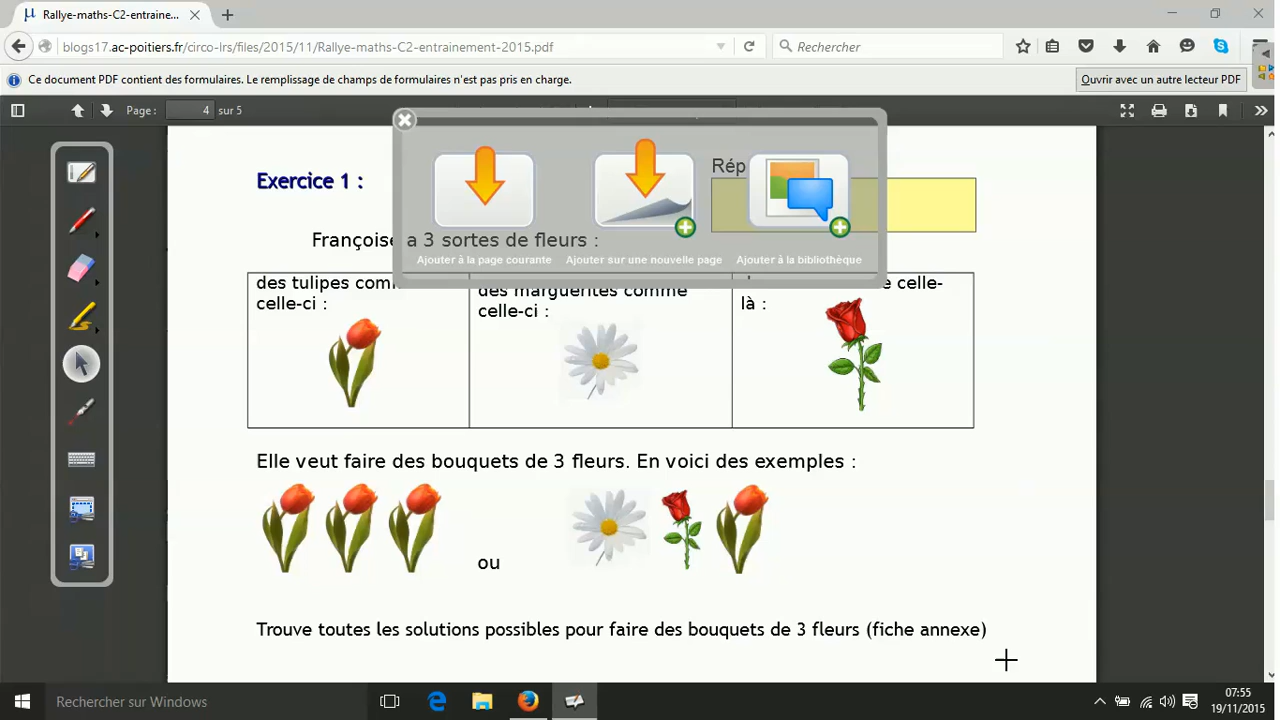 Rallye-maths-C2-entraine...
blogs17.ac-poitiers.fr/circo-lrs/files/2015/11/Rallye-maths-C2-entrainement-2015.pdf
Rechercher
Ce document PDF contient des formulaires. Le remplissage de champs de formulaires n'est pas pris en charge.
Ouvrir avec un autre lecteur PDF
Page : 4 sur 5
Exercice 1 :
Rép
Françoise a 3 sortes de fleurs :
Ajouter à la page courante
Ajouter sur une nouvelle page
Ajouter à la bibliothèque
des tulipes com
celle-ci :
des marguerites comme
celle-ci :
celle-
là :
Elle veut faire des bouquets de 3 fleurs. En voici des exemples :
ou
Trouve toutes les solutions possibles pour faire des bouquets de 3 fleurs (fiche annexe)
Rechercher sur Windows
07:55
19/11/2015